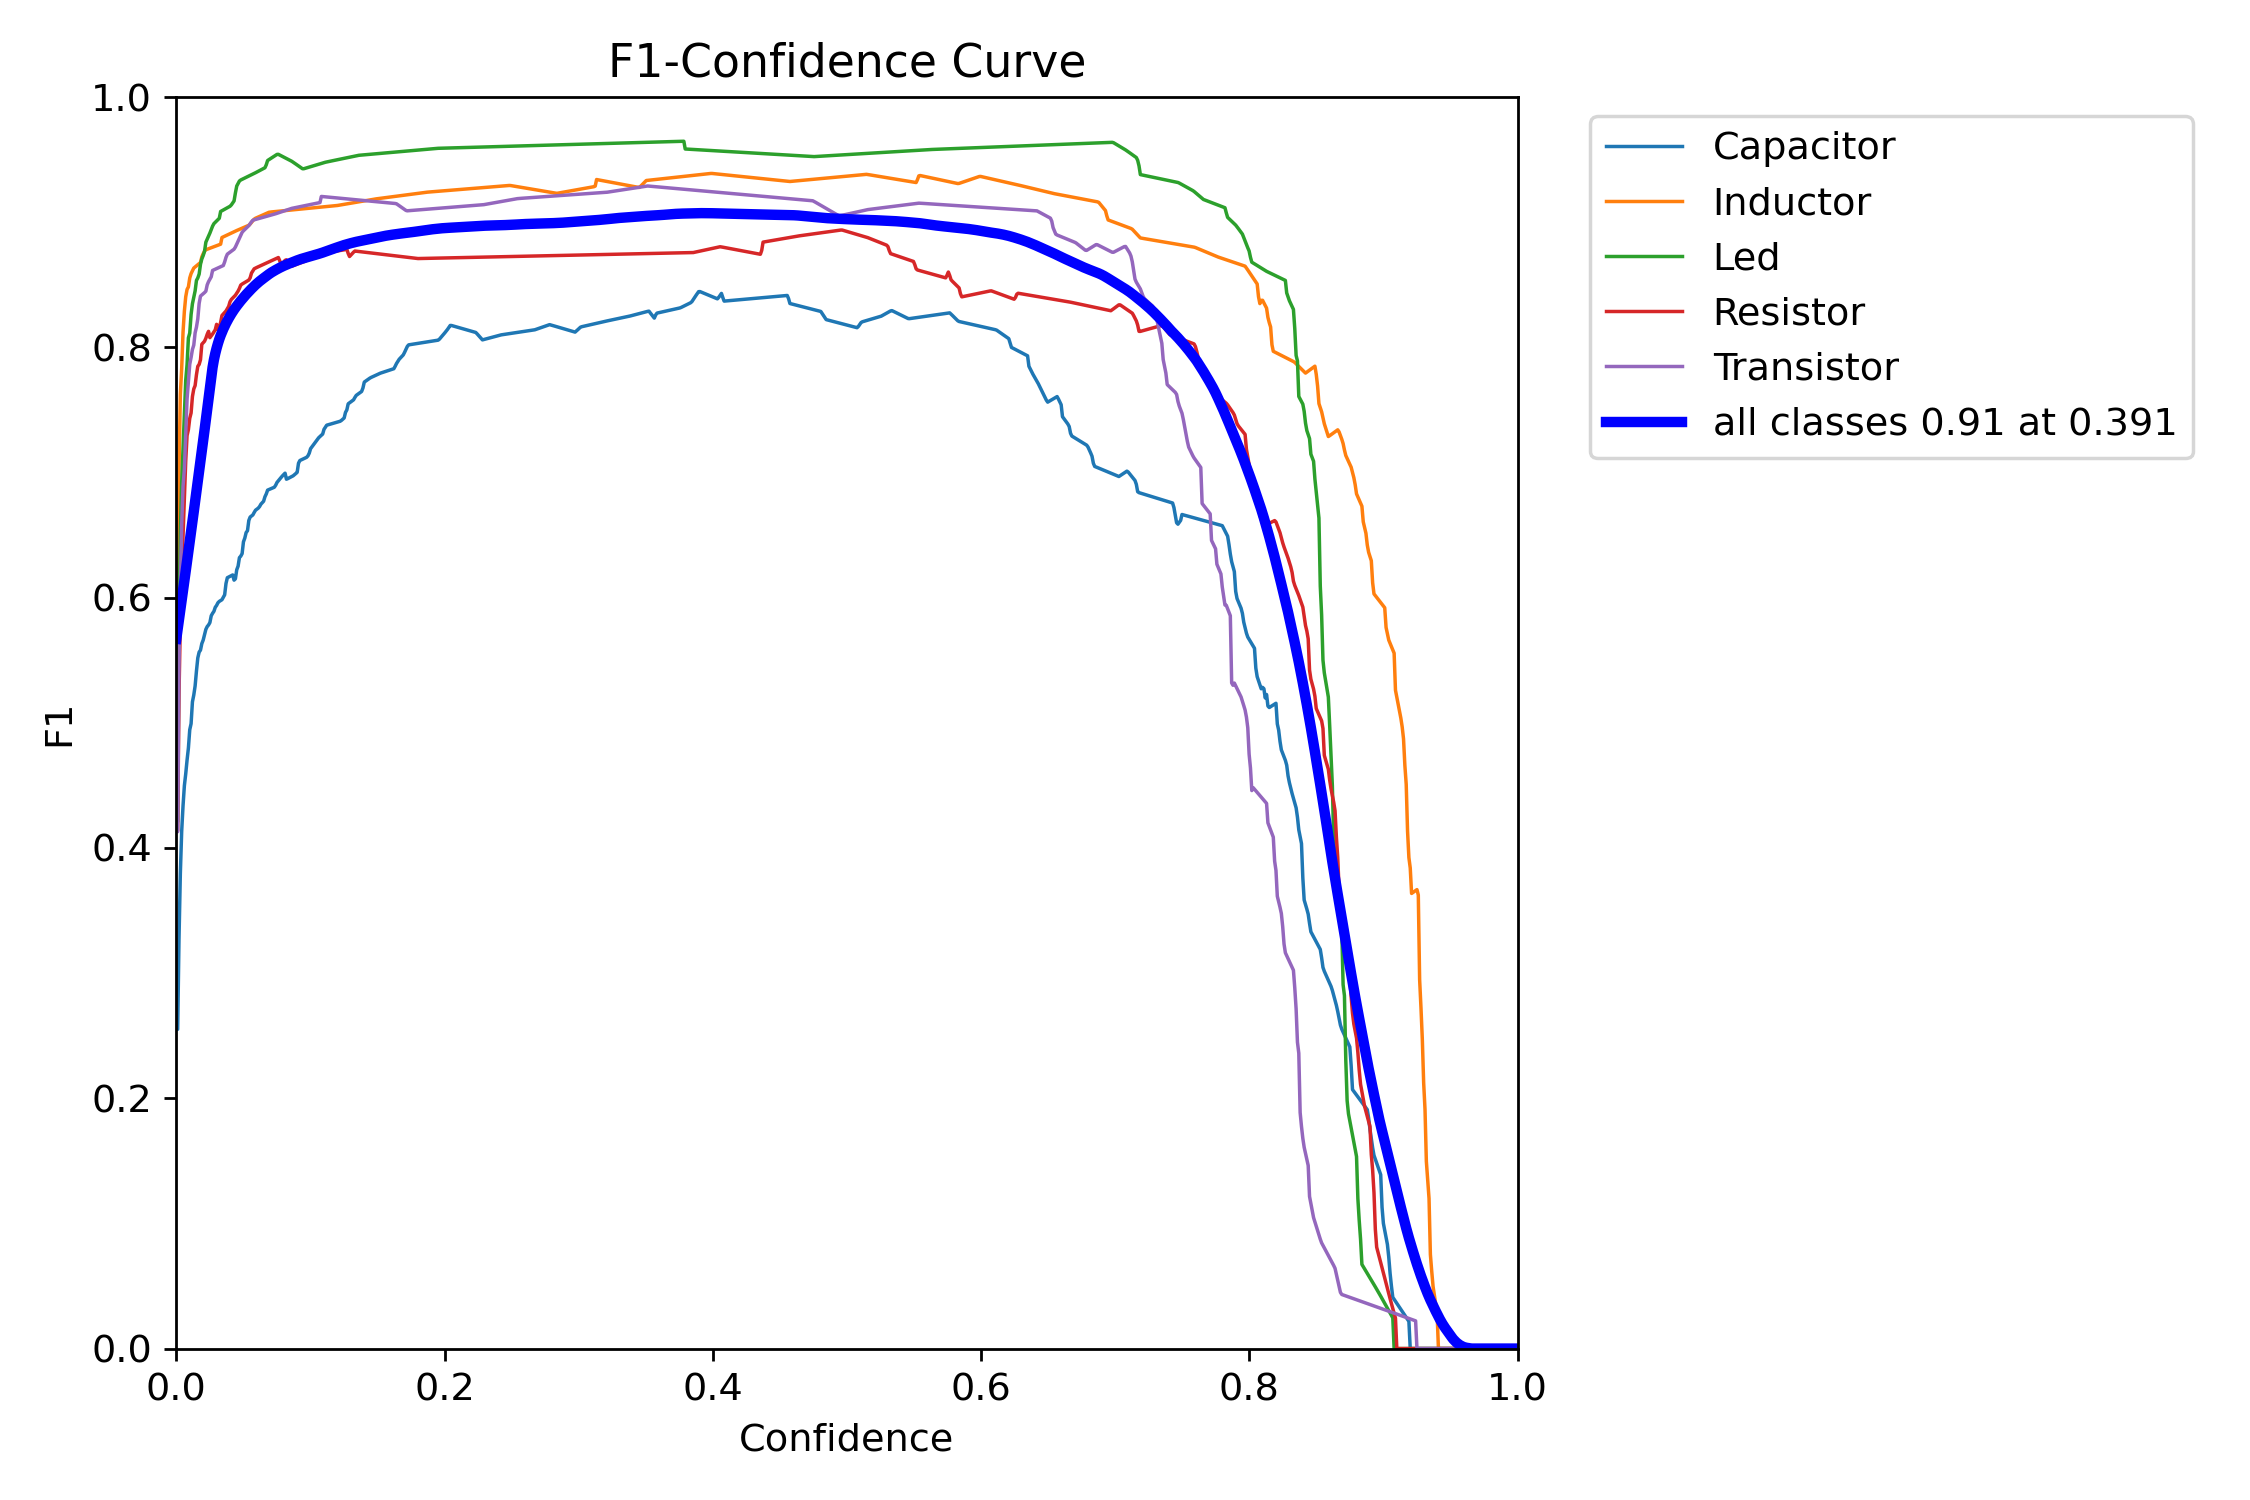 F1-Confidence Curve
1.0
0.8
0.6
0.4
0.2
0.0
F1
0.0 0.2 0.4 0.6 0.8 1.0
Confidence
Capacitor
Inductor
Led
Resistor
Transistor
all classes 0.91 at 0.391